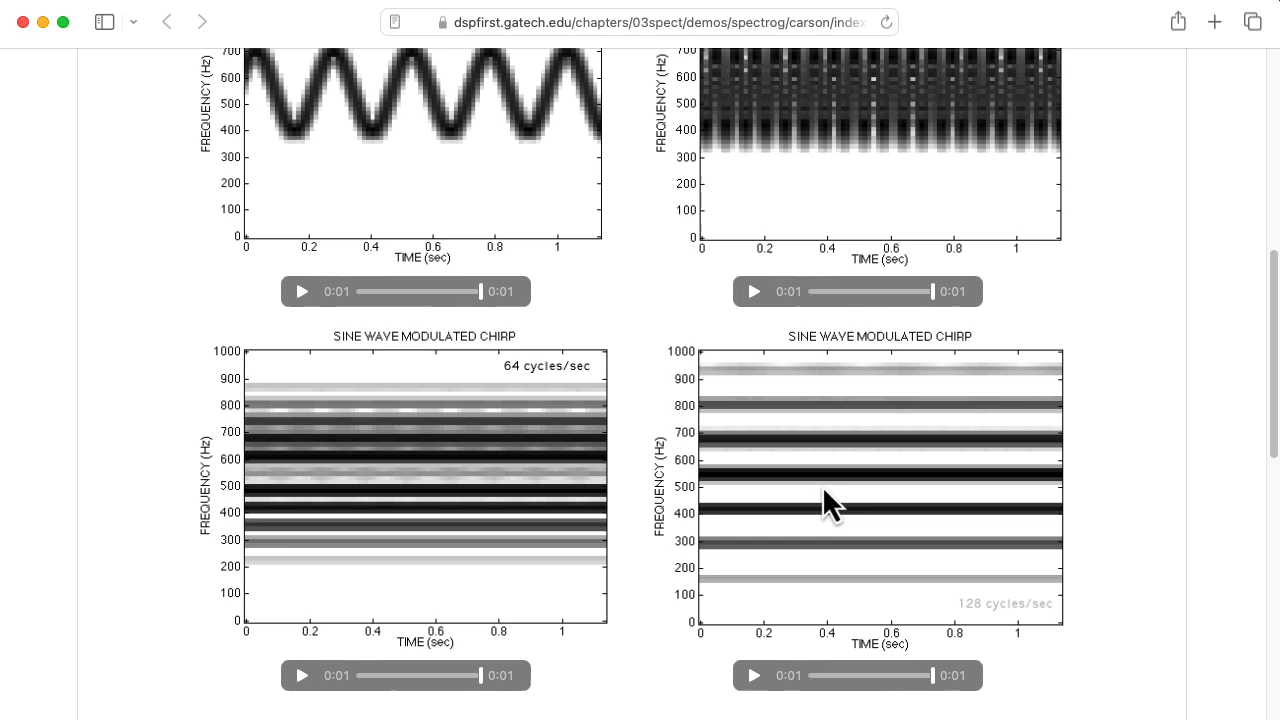 dspfirst.gatech.edu/chapters/03spect/demos/spectrog/carson/index
700
600
500
400
300
200
100
0
FREQUENCY (Hz)
0 0.2 0.4 0.6 0.8 1
TIME (sec)
0:01 0:01
700
600
500
400
300
200
100
0
FREQUENCY (Hz)
0 0.2 0.4 0.6 0.8 1
TIME (sec)
0:01 0:01
SINE WAVE MODULATED CHIRP
64 cycles/sec
1000
900
800
700
600
500
400
300
200
100
0
FREQUENCY (Hz)
0 0.2 0.4 0.6 0.8 1
TIME (sec)
0:01 0:01
SINE WAVE MODULATED CHIRP
1000
900
800
700
600
500
400
300
200
100
0
FREQUENCY (Hz)
128 cycles/sec
0 0.2 0.4 0.6 0.8 1
TIME (sec)
0:01 0:01